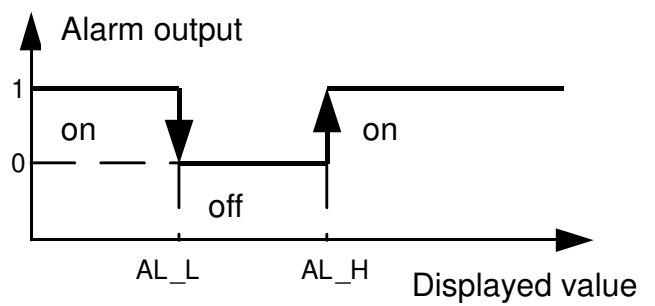 Alarm output
1
on
on
0
off
AL_L
AL_H
Displayed value